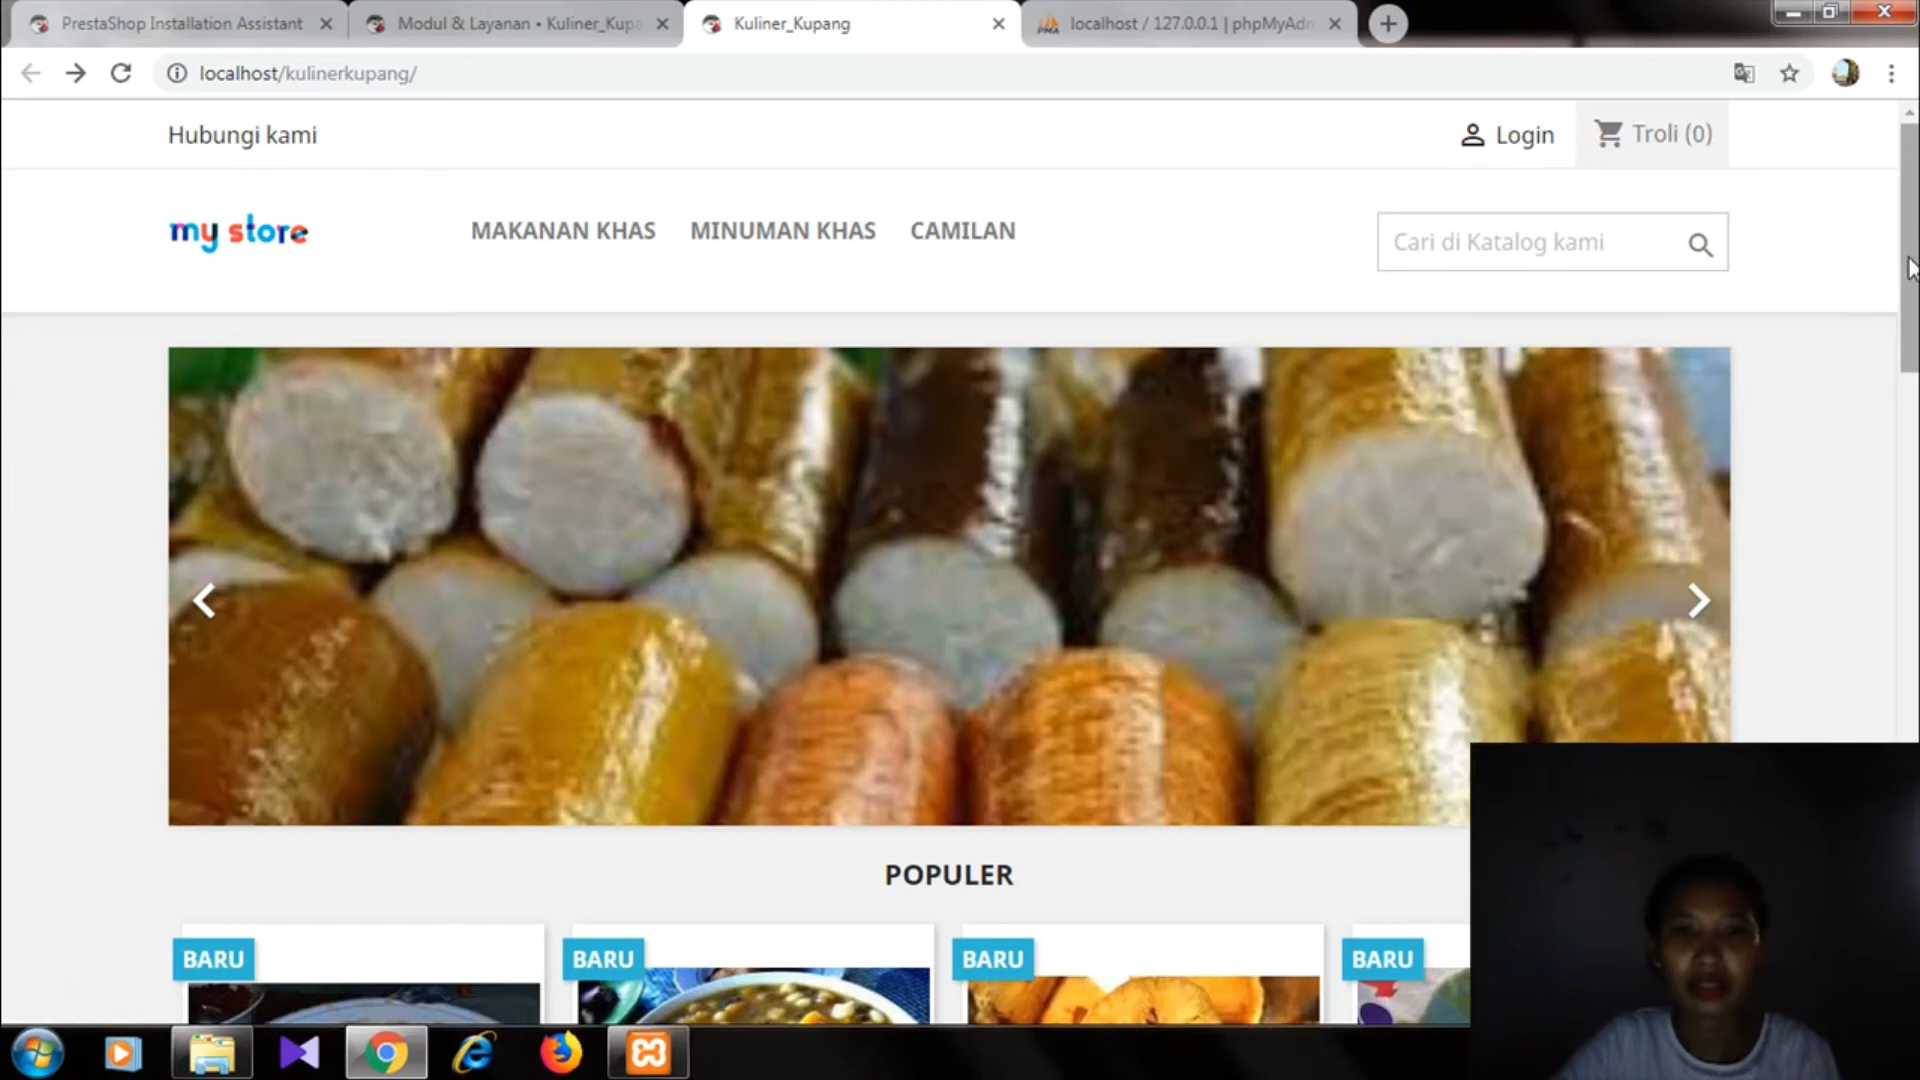 PrestaShop Installation Assistant
Modul & Layanan • Kuliner_Kupa
Kuliner_Kupang
localhost / 127.0.0.1 | phpMyAdm
localhost/kulinerkupang/
Hubungi kami
Login
Troli (0)
my store
MAKANAN KHAS
MINUMAN KHAS
CAMILAN
Cari di Katalog kami
POPULER
BARU
BARU
BARU
BARU